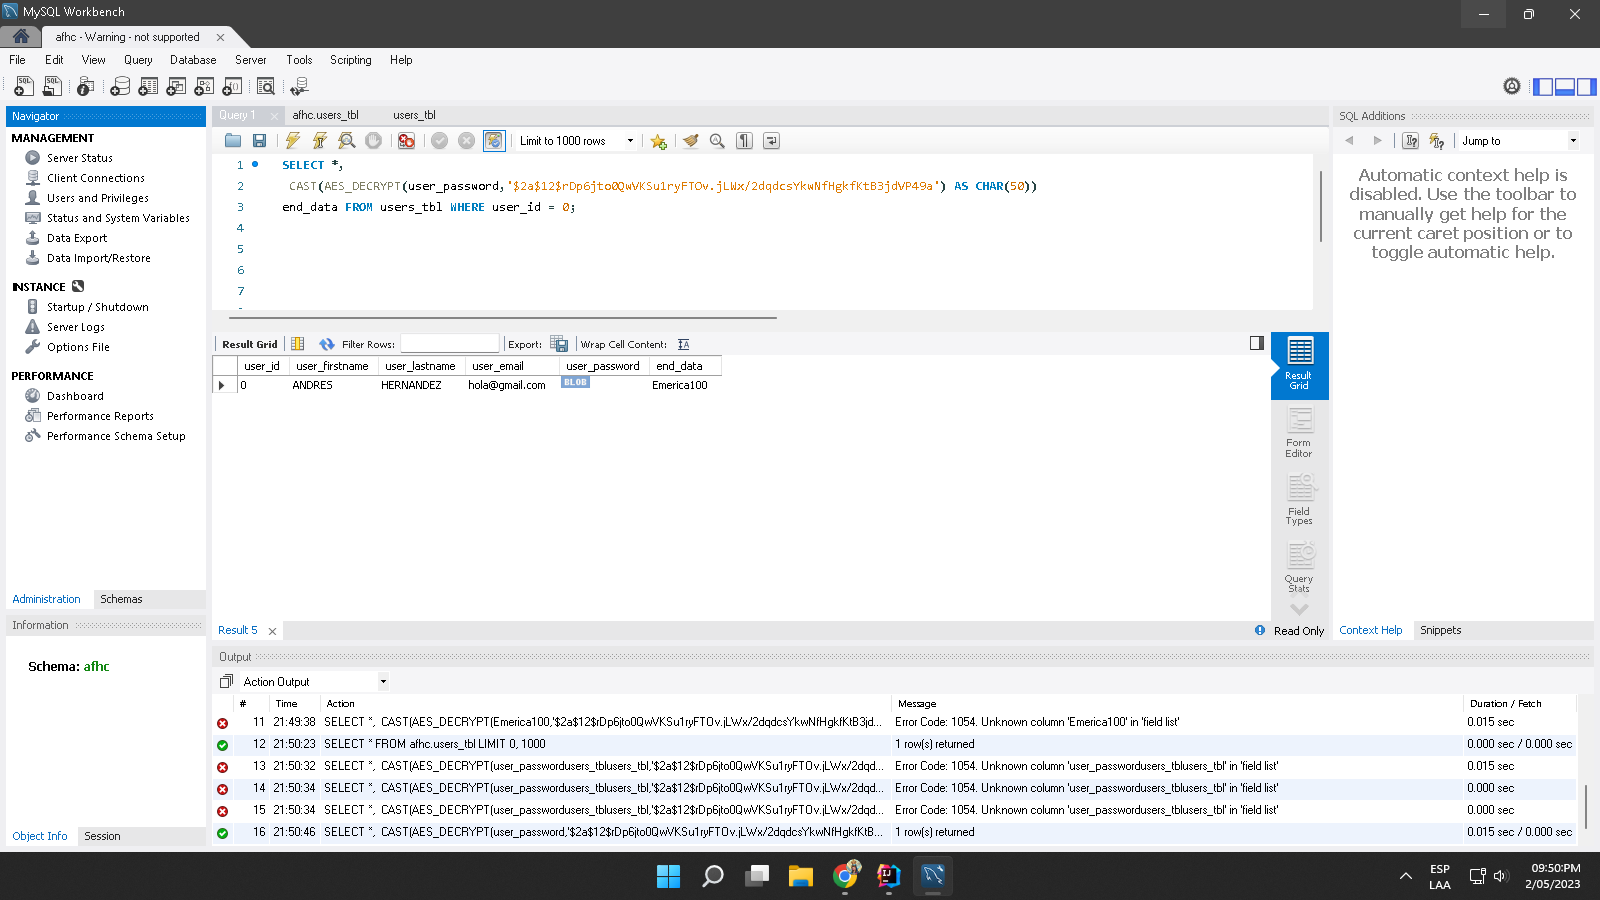 MySQL Workbench
afhc - Warning - not supported
File Edit View Query Database Server Tools Scripting Help
Navigator
MANAGEMENT
Server Status
Client Connections
Users and Privileges
Status and System Variables
Data Export
Data Import/Restore
INSTANCE
Startup / Shutdown
Server Logs
Options File
PERFORMANCE
Dashboard
Performance Reports
Performance Schema Setup
Administration Schemas
Information
Schema: afhc
Object Info Session
Query 1 afhc.users_tbl users_tbl
Limit to 1000 rows
1 SELECT *,
2 CAST(AES_DECRYPT(user_password,'$2a$12$rDp6jto0QwVKSu1ryFTOv.jLWx/2dqdcsYkwNfHgkfKtB3jdVP49a') AS CHAR(50))
3 end_data FROM users_tbl WHERE user_id = 0;
4
5
6
7
Result Grid Filter Rows: Export: Wrap Cell Content:
user_id user_firstname user_lastname user_email user_password end_data
0 ANDRES HERNANDEZ hola@gmail.com BLOB Emerica100
Result Grid
Form Editor
Field Types
Query Stats
Result 5 Read Only
SQL Additions
Jump to
Automatic context help is
disabled. Use the toolbar to
manually get help for the
current caret position or to
toggle automatic help.
Context Help Snippets
Output
Action Output
# Time Action Message Duration / Fetch
11 21:49:38 SELECT *, CAST(AES_DECRYPT(Emerica100,'$2a$12$rDp6jto0QwVKSu1ryFTOv.jLWx/2dqdcsYkwNfHgkfKtB3jd... Error Code: 1054. Unknown column 'Emerica100' in 'field list' 0.015 sec
12 21:50:23 SELECT * FROM afhc.users_tbl LIMIT 0, 1000 1 row(s) returned 0.000 sec / 0.000 sec
13 21:50:32 SELECT *, CAST(AES_DECRYPT(user_passwordusers_tblusers_tbl,'$2a$12$rDp6jto0QwVKSu1ryFTOv.jLWx/2dqd... Error Code: 1054. Unknown column 'user_passwordusers_tblusers_tbl' in 'field list' 0.015 sec
14 21:50:34 SELECT *, CAST(AES_DECRYPT(user_passwordusers_tblusers_tbl,'$2a$12$rDp6jto0QwVKSu1ryFTOv.jLWx/2dqd... Error Code: 1054. Unknown column 'user_passwordusers_tblusers_tbl' in 'field list' 0.000 sec
15 21:50:34 SELECT *, CAST(AES_DECRYPT(user_passwordusers_tblusers_tbl,'$2a$12$rDp6jto0QwVKSu1ryFTOv.jLWx/2dqd... Error Code: 1054. Unknown column 'user_passwordusers_tblusers_tbl' in 'field list' 0.000 sec
16 21:50:46 SELECT *, CAST(AES_DECRYPT(user_password,'$2a$12$rDp6jto0QwVKSu1ryFTOv.jLWx/2dqdcsYkwNfHgkfKtB... 1 row(s) returned 0.015 sec / 0.000 sec
ESP
LAA
09:50:PM
2/05/2023